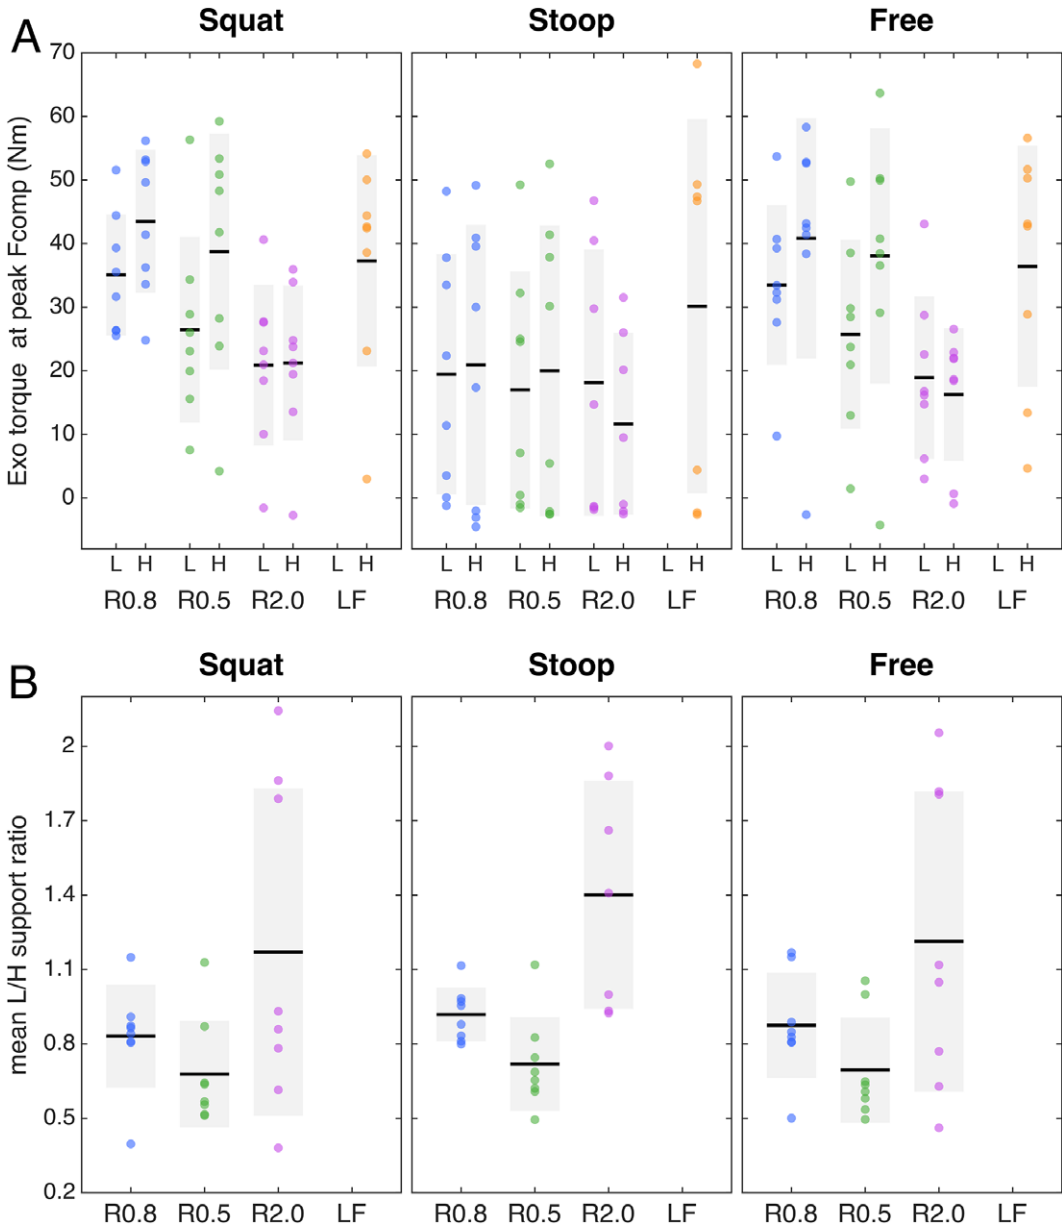 A
Squat Stoop Free
Exo torque at peak Fcomp (Nm)
70
60
50
40
30
20
10
0
L H L H L H L H L H L H L H L H L H L H L H L H
R0.8 R0.5 R2.0 LF R0.8 R0.5 R2.0 LF R0.8 R0.5 R2.0 LF
B
Squat Stoop Free
mean L/H support ratio
2
1.7
1.4
1.1
0.8
0.5
0.2
R0.8 R0.5 R2.0 LF R0.8 R0.5 R2.0 LF R0.8 R0.5 R2.0 LF